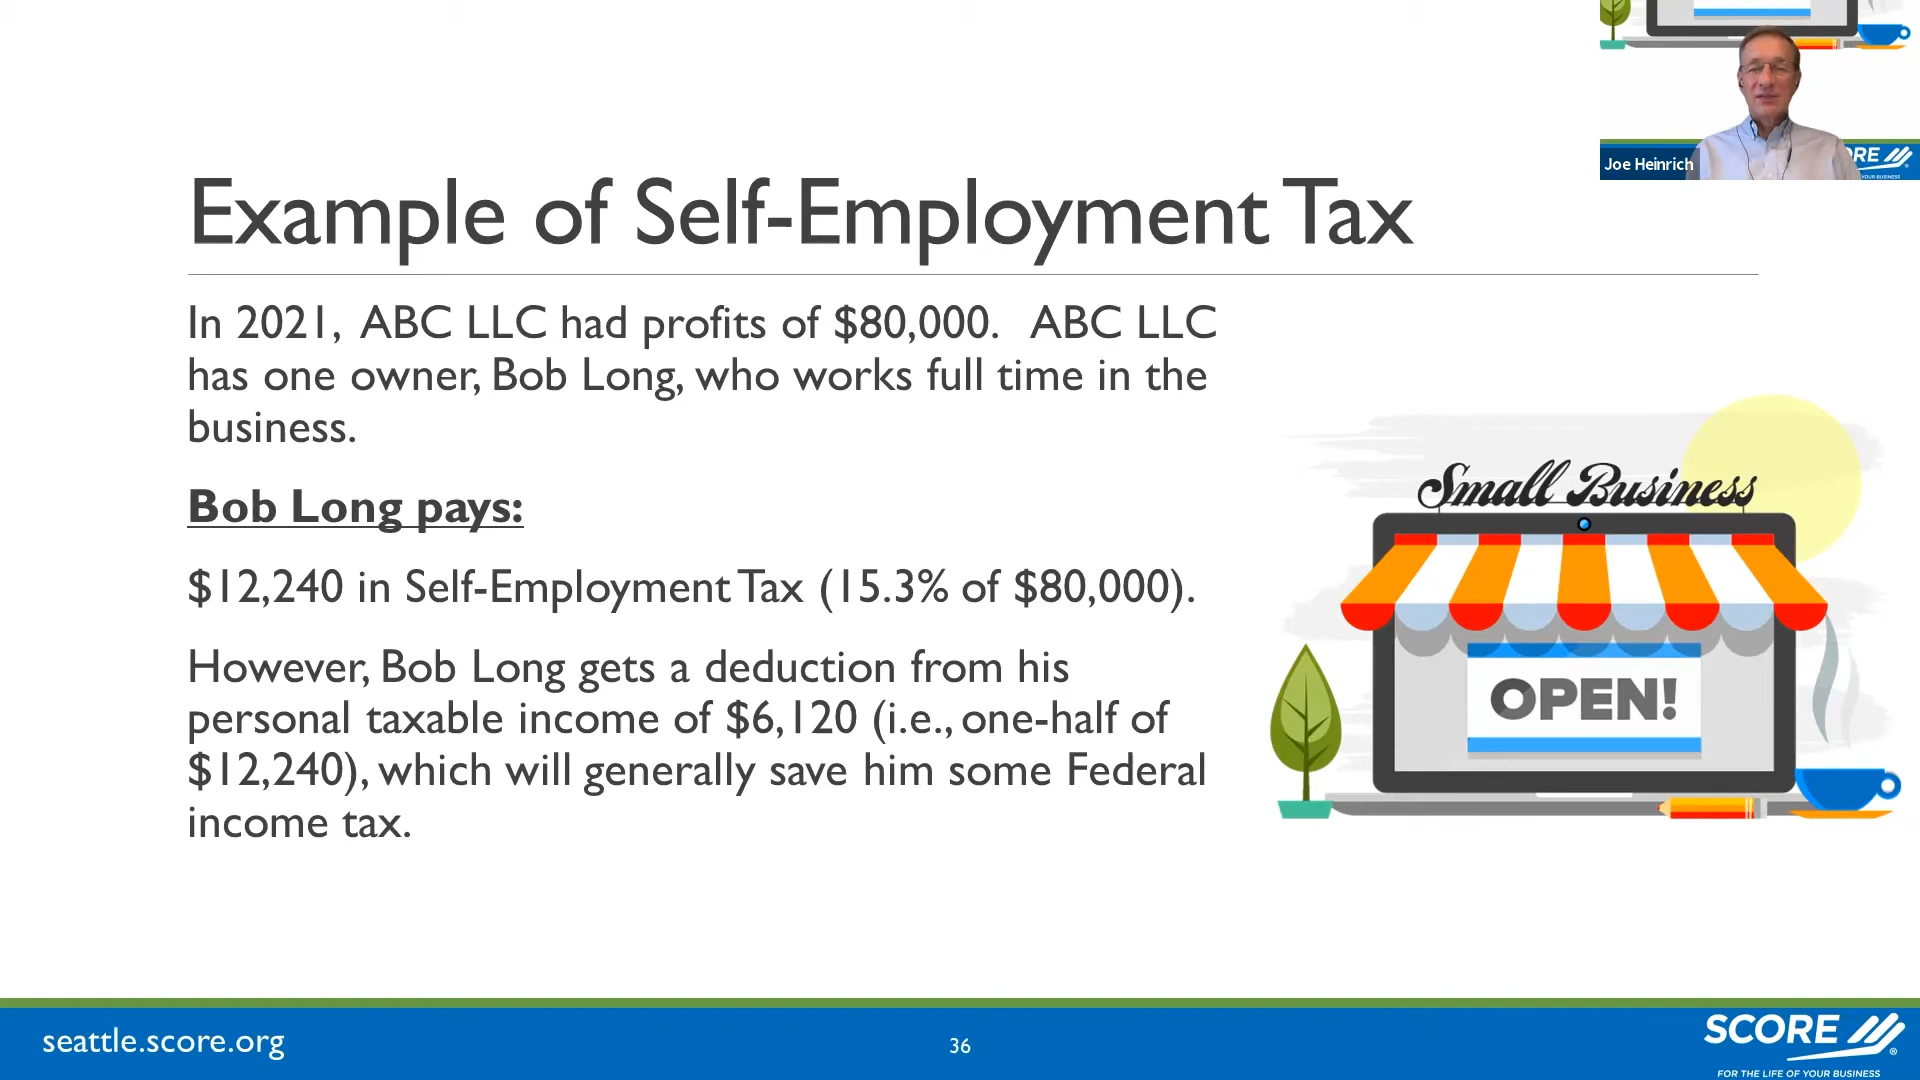 Joe Heinrich
RE
YOUR BUSINESS
Example of Self-Employment Tax
In 2021, ABC LLC had profits of $80,000. ABC LLC
has one owner, Bob Long, who works full time in the
business.
Bob Long pays:
$12,240 in Self-Employment Tax (15.3% of $80,000).
However, Bob Long gets a deduction from his
personal taxable income of $6,120 (i.e., one-half of
$12,240), which will generally save him some Federal
income tax.
Small Business
OPEN!
seattle.score.org
36
SCORE
®
FOR THE LIFE OF YOUR BUSINESS